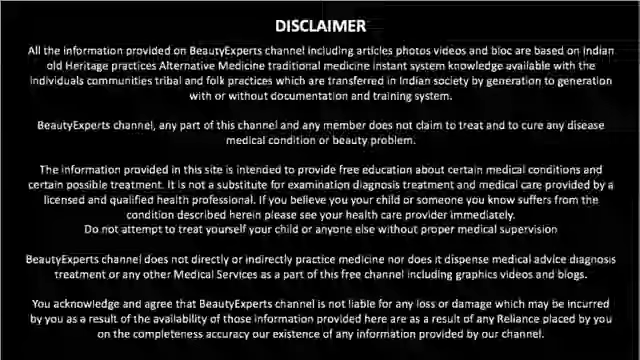 DISCLAIMER
All the information provided on BeautyExperts channel including articles photos videos and bloc are based on Indian
old Heritage practices Alternative Medicine traditional medicine instant system knowledge available with the
individuals communities tribal and folk practices which are transferred in Indian society by generation to generation
with or without documentation and training system.
BeautyExperts channel, any part of this channel and any member does not claim to treat and to cure any disease
medical condition or beauty problem.
The information provided in this site is intended to provide free education about certain medical conditions and
certain possible treatment. It is not a substitute for examination diagnosis treatment and medical care provided by a
licensed and qualified health professional. If you believe you your child or someone you know suffers from the
condition described herein please see your health care provider immediately.
Do not attempt to treat yourself your child or anyone else without proper medical supervision
BeautyExperts channel does not directly or indirectly practice medicine nor does it dispense medical advice diagnosis
treatment or any other Medical Services as a part of this free channel including graphics videos and blogs.
You acknowledge and agree that BeautyExperts channel is not liable for any loss or damage which may be incurred
by you as a result of the availability of those information provided here are as a result of any Reliance placed by you
on the completeness accuracy our existence of any information provided by our channel.